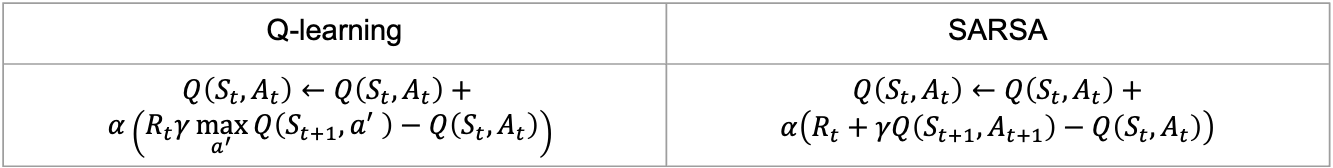 Q-learning
SARSA
Q(S_t, A_t) ← Q(S_t, A_t) +
α(R_t γ max_{a′} Q(S_{t+1}, a′ ) − Q(S_t, A_t))
Q(S_t, A_t) ← Q(S_t, A_t) +
α(R_t + γQ(S_{t+1}, A_{t+1}) − Q(S_t, A_t))